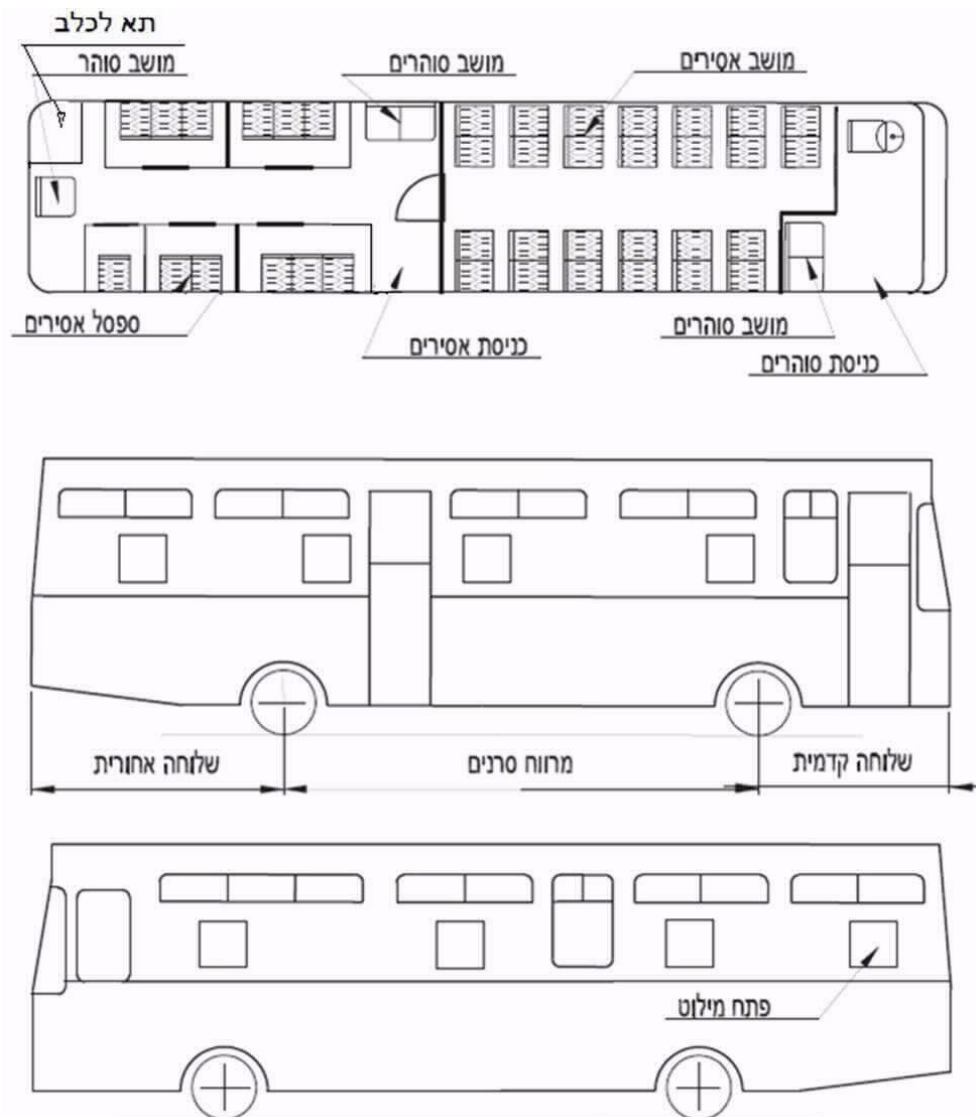 תא לכלב
מושב סוהר
מושב סוהרים
מושב אסירים
ספסל אסירים
כניסת אסירים
מושב סוהרים
כניסת סוהרים
שלוחה אחורית
מרווח סרנים
שלוחה קדמית
פתח מילוט